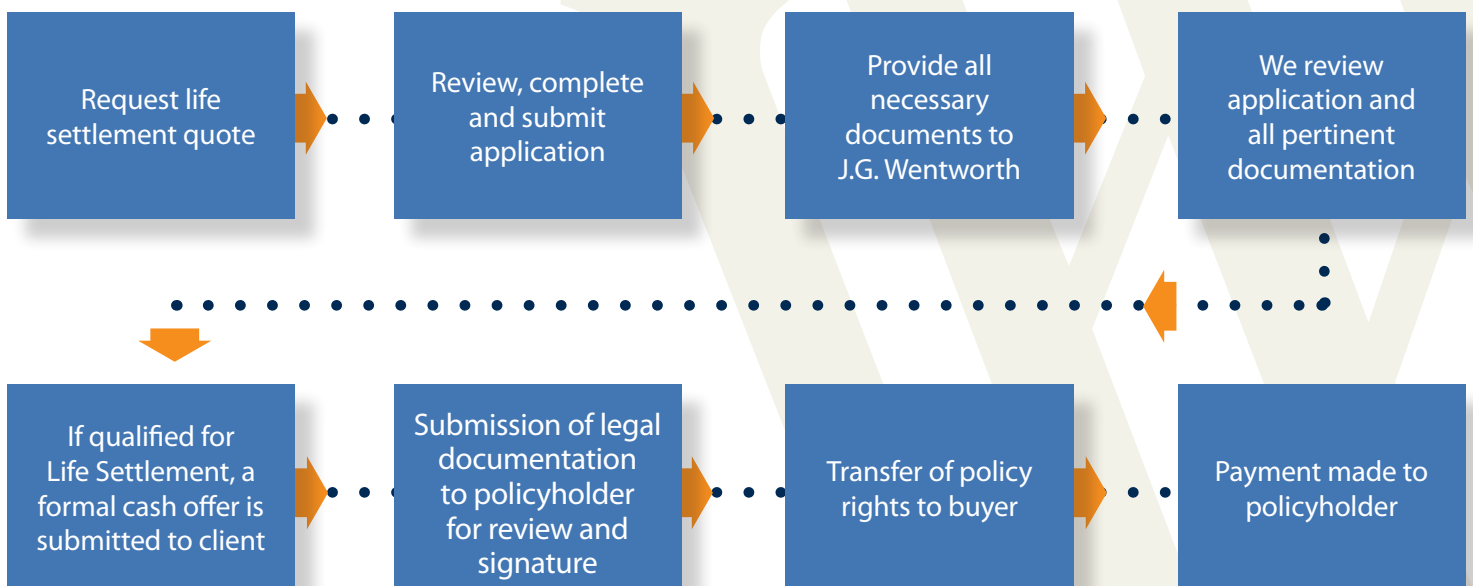 Request life
settlement quote
Review, complete
and submit
application
Provide all
necessary
documents to
J.G. Wentworth
We review
application and
all pertinent
documentation
If qualified for
Life Settlement, a
formal cash offer is
submitted to client
Submission of legal
documentation
to policyholder
for review and
signature
Transfer of policy
rights to buyer
Payment made to
policyholder